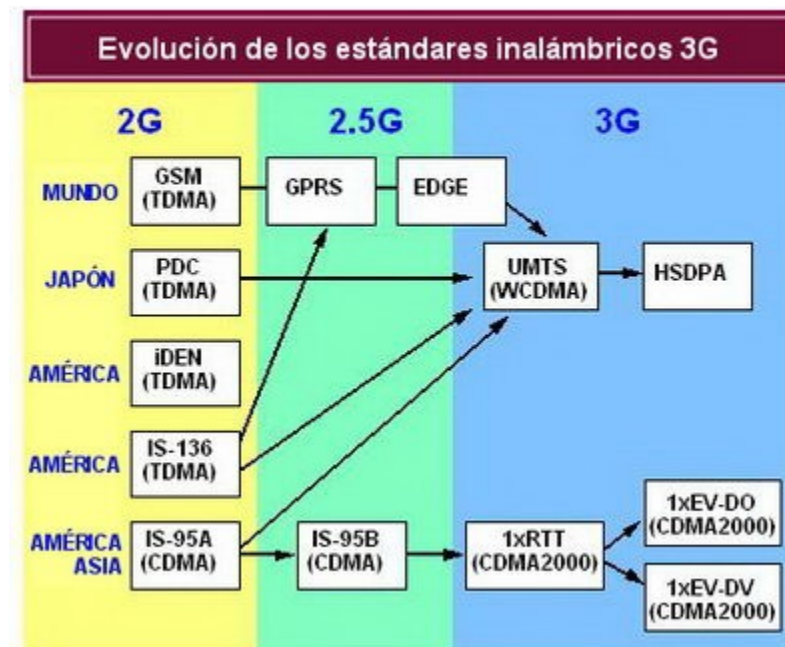 Evolución de los estándares inalámbricos 3G
2G
2.5G
3G
MUNDO
GSM
(TDMA)
GPRS
EDGE
JAPÓN
PDC
(TDMA)
UMTS
(WCDMA)
HSDPA
AMÉRICA
iDEN
(TDMA)
AMÉRICA
IS-136
(TDMA)
AMÉRICA
ASIA
IS-95A
(CDMA)
IS-95B
(CDMA)
1xRTT
(CDMA2000)
1xEV-DO
(CDMA2000)
1xEV-DV
(CDMA2000)